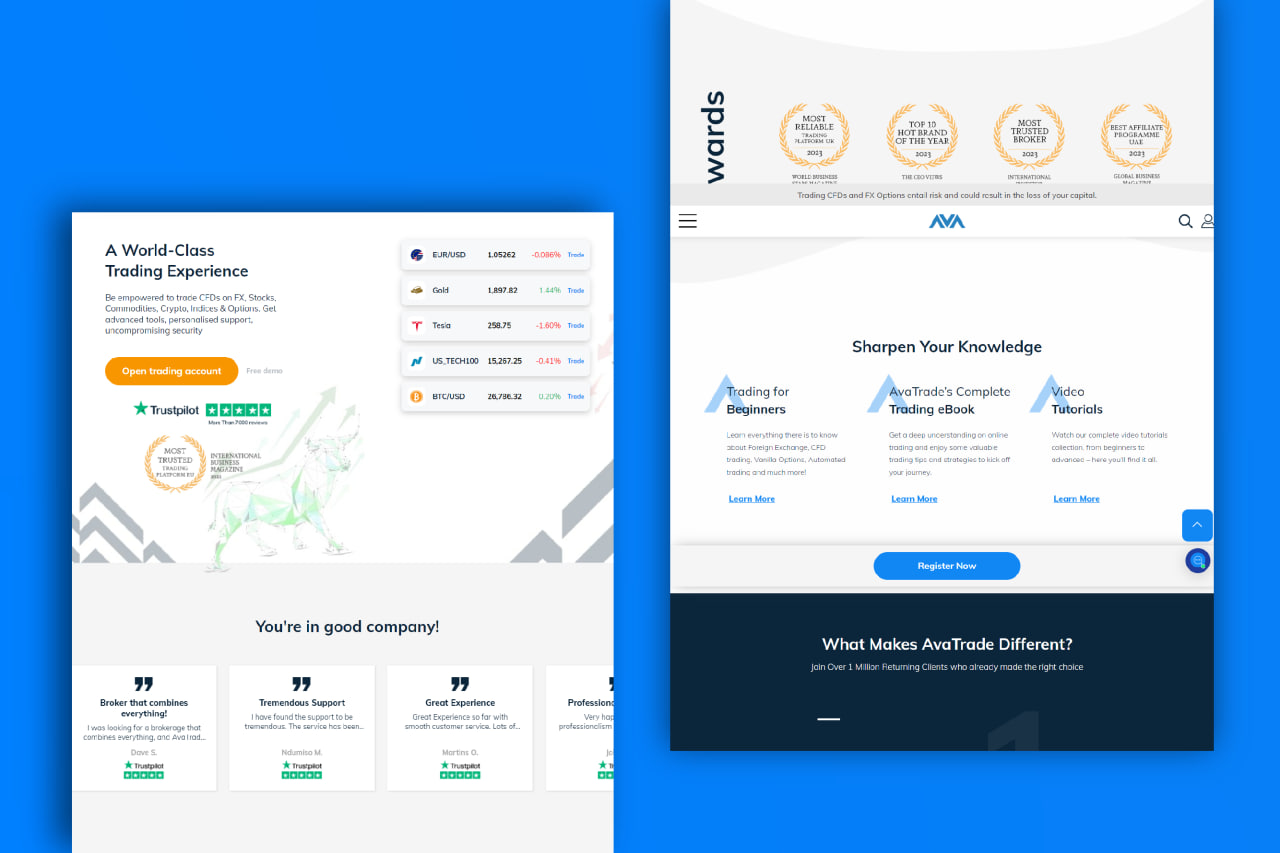 A World-Class
Trading Experience
Be empowered to trade CFDs on FX, Stocks,
Commodities, Crypto, Indices & Options. Get
advanced tools, personalised support,
uncompromising security
Open trading account
Free demo
Trustpilot
More Than 7000 reviews
MOST
TRUSTED
TRADING
PLATFORM EU
INTERNATIONAL
BUSINESS
MAGAZINE
EUR/USD 1.05262 -0.086% Trade
Gold 1,897.82 1.44% Trade
Tesla 258.75 -1.60% Trade
US_TECH100 15,267.25 -0.41% Trade
BTC/USD 26,786.32 0.20% Trade
You're in good company!
Broker that combines
everything!
I was looking for a brokerage that
combines everything, and AvaTrad...
Dave S.
Trustpilot
Tremendous Support
I have found the support to be
tremendous. The service has been...
Ndumiso M.
Trustpilot
Great Experience
Great Experience so far with
smooth customer service. Lots of...
Martins O.
Trustpilot
Professiona
Very hap
professionalism
Jo
Tr
wards
MOST
RELIABLE
TRADING
PLATFORM UK
2023
WORLD BUSINESS
STARS MAGAZINE
TOP 10
HOT BRAND
OF THE YEAR
2023
THE CEO VIEWS
MOST
TRUSTED
BROKER
2023
INTERNATIONAL
INVESTOR
BEST AFFILIATE
PROGRAMME
UAE
2023
GLOBAL BUSINESS
MAGAZINE
Trading CFDs and FX Options entail risk and could result in the loss of your capital.
AVA
Sharpen Your Knowledge
Trading for
Beginners
Learn everything there is to know
about Foreign Exchange, CFD
trading, Vanilla Options, Automated
trading and much more!
Learn More
AvaTrade's Complete
Trading eBook
Get a deep understanding on online
trading and enjoy some valuable
trading tips and strategies to kick off
your journey.
Learn More
Video
Tutorials
Watch our complete video tutorials
collection, from beginners to
advanced – here you'll find it all.
Learn More
Register Now
What Makes AvaTrade Different?
Join Over 1 Million Returning Clients who already made the right choice
1